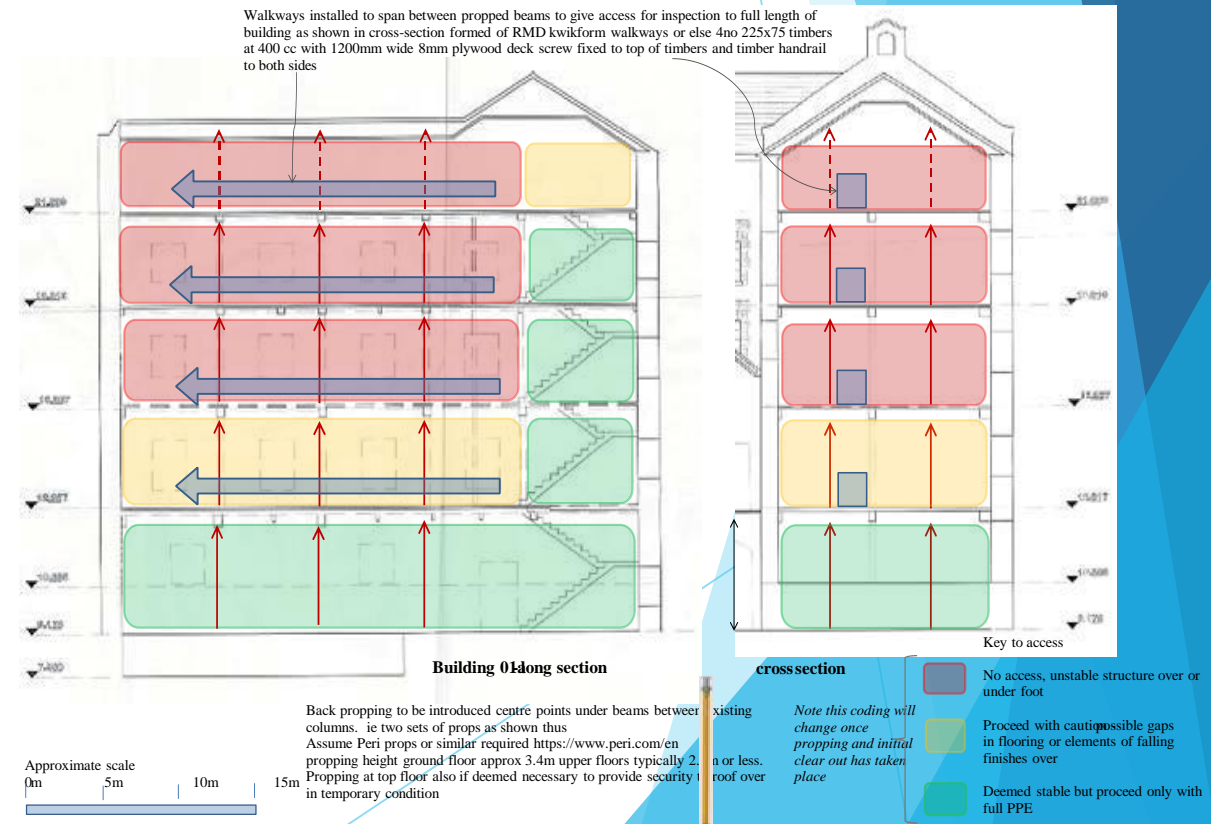 Walkways installed to span between propped beams to give access for inspection to full length of
building as shown in cross-section formed of RMD kwikform walkways or else 4no 225x75 timbers
at 400 cc with 1200mm wide 8mm plywood deck screw fixed to top of timbers and timber handrail
to both sides
Building 01-long section
cross section
Key to access
No access, unstable structure over or
under foot
Proceed with caution-possible gaps
in flooring or elements of falling
finishes over
Deemed stable but proceed only with
full PPE
Back propping to be introduced centre points under beams between existing
columns. ie two sets of props as shown thus
Assume Peri props or similar required https://www.peri.com/en
propping height ground floor approx 3.4m upper floors typically or less.
Propping at top floor also if deemed necessary to provide security roof over
in temporary condition
Note this coding will
change once
propping and initial
clear out has taken
place
Approximate scale
0m 5m 10m 15m